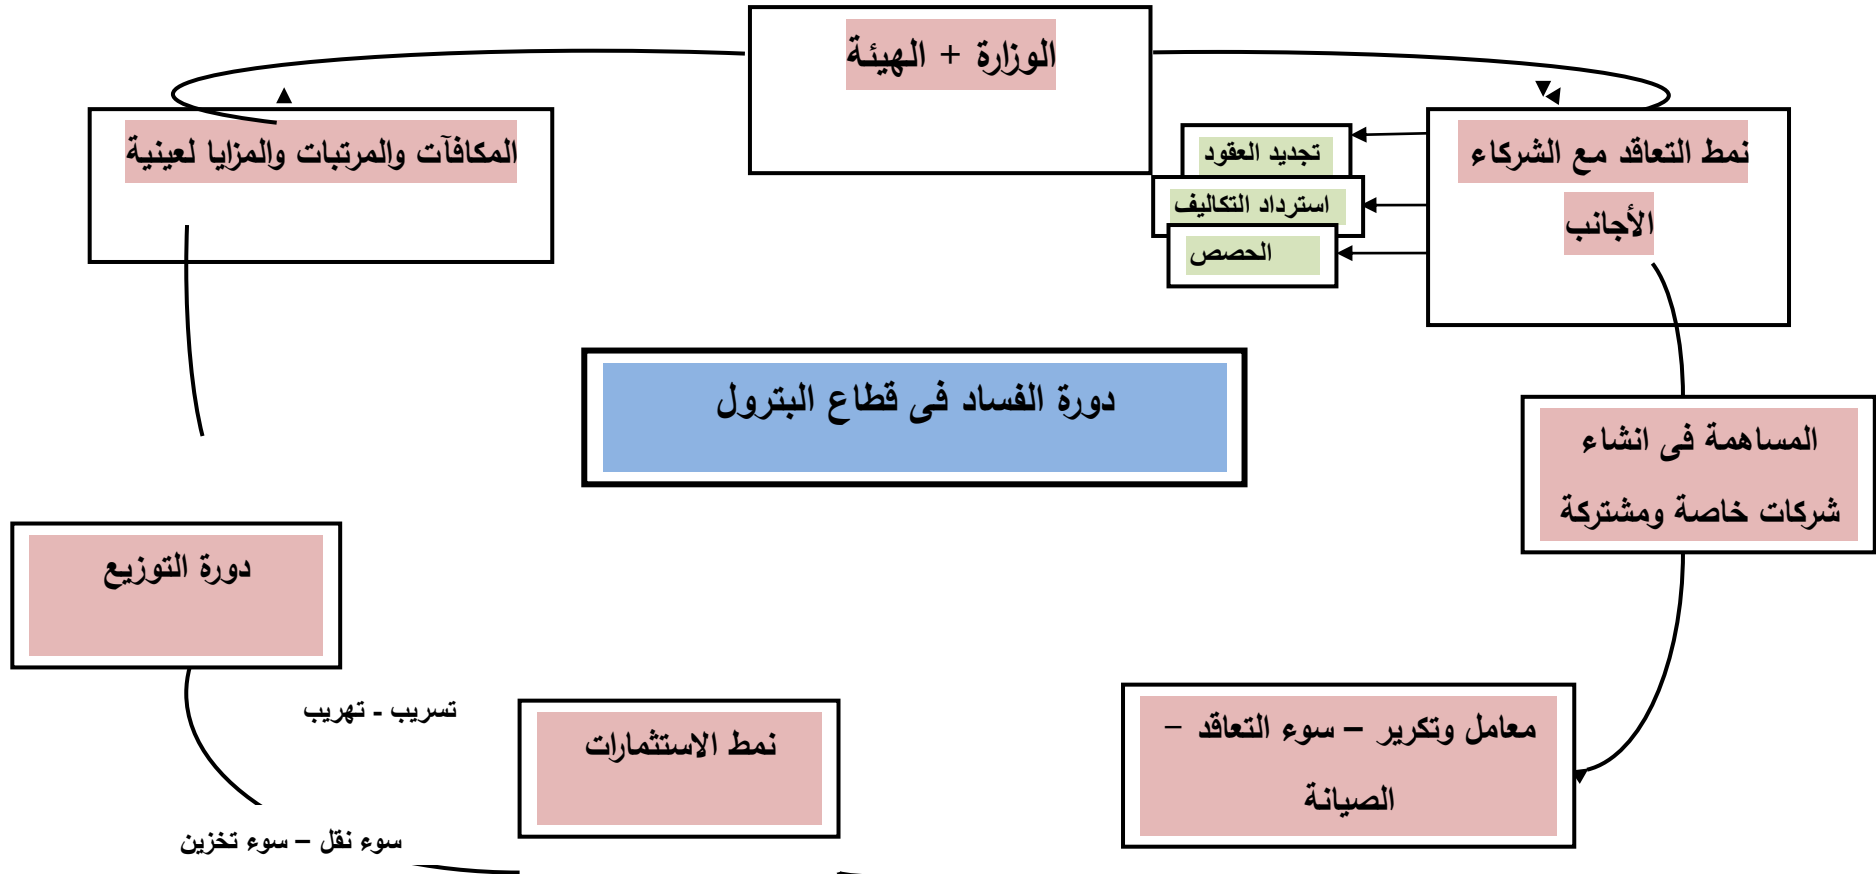 الوزارة + الهيئة
نمط التعاقد مع الشركاء
الأجانب
تجديد العقود
استرداد التكاليف
الحصص
المكافآت والمرتبات والمزايا لعينية
دورة الفساد فى قطاع البترول
المساهمة فى انشاء
شركات خاصة ومشتركة
دورة التوزيع
معامل وتكرير – سوء التعاقد –
الصيانة
نمط الاستثمارات
تسريب - تهريب
سوء نقل – سوء تخزين